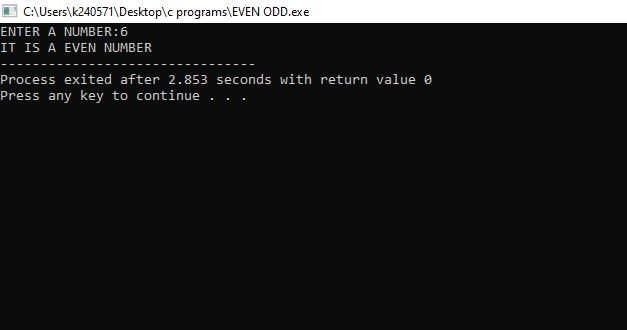 C:\Users\k240571\Desktop\c programs\EVEN ODD.exe
ENTER A NUMBER:6
IT IS A EVEN NUMBER
--------------------------------
Process exited after 2.853 seconds with return value 0
Press any key to continue . . .